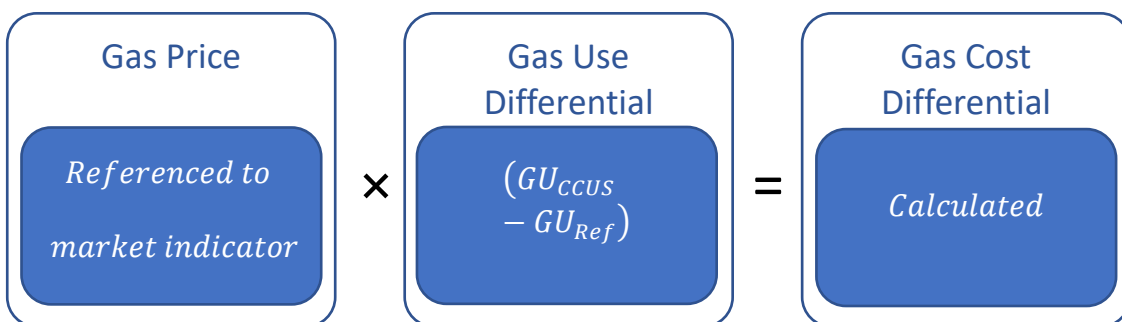 Gas Price
Referenced to
market indicator
×
Gas Use
Differential
(GU_CCUS
− GU_Ref)
=
Gas Cost
Differential
Calculated